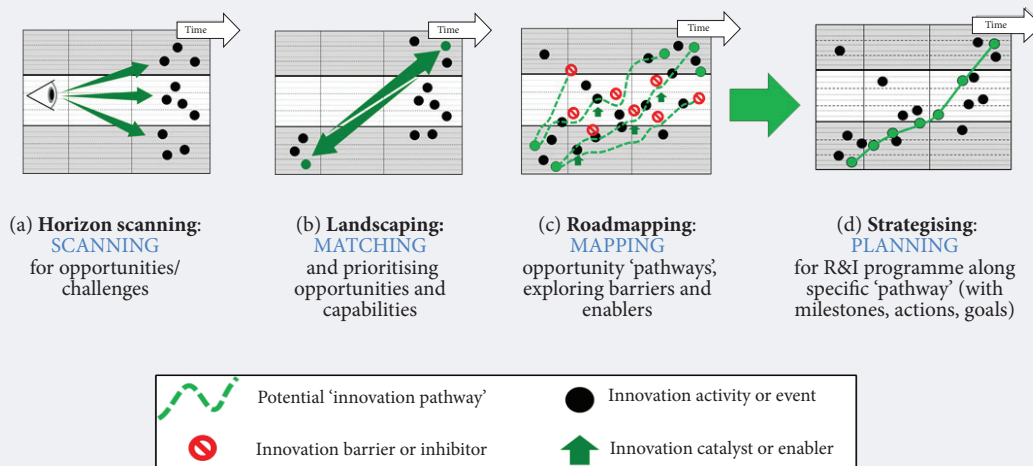 Time
Time
Time
Time
(a) Horizon scanning:
SCANNING
for opportunities/
challenges
(b) Landscaping:
MATCHING
and prioritising
opportunities and
capabilities
(c) Roadmapping:
MAPPING
opportunity ‘pathways’,
exploring barriers and
enablers
(d) Strategising:
PLANNING
for R&I programme along
specific ‘pathway’ (with
milestones, actions, goals)
Potential ‘innovation pathway’
Innovation activity or event
Innovation barrier or inhibitor
Innovation catalyst or enabler